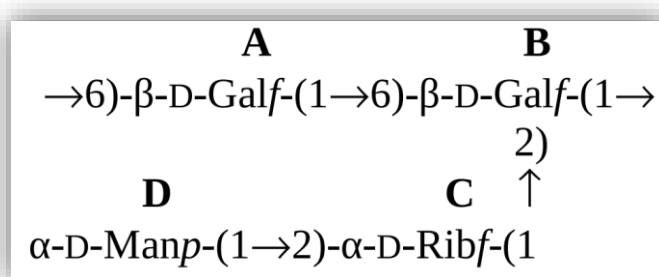 A B
→6)-β-D-Galf-(1→6)-β-D-Galf-(1→
2)
D C ↑
α-D-Manp-(1→2)-α-D-Ribf-(1